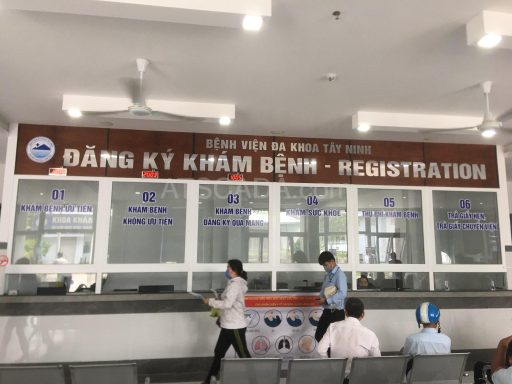 BỆNH VIỆN ĐA KHOA TÂY NINH
ĐĂNG KÝ KHÁM BỆNH - REGISTRATION
01
KHÁM BỆNH ƯU TIÊN
02
KHÁM BỆNH
KHÔNG ƯU TIÊN
03
KHÁM BỆNH
ĐĂNG KÝ QUA MẠNG
04
KHÁM SỨC KHỎE
05
THU PHÍ KHÁM BỆNH
06
TRẢ GIẤY HẸN,
TRẢ GIẤY CHUYỂN VIỆN